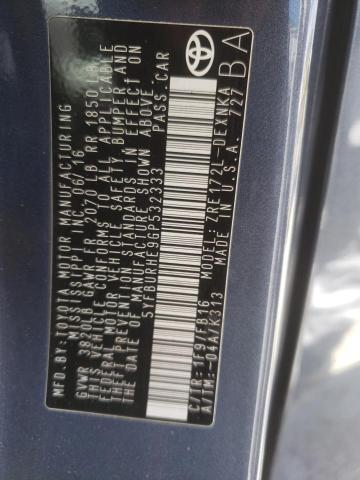 MFD.BY: TOYOTA MOTOR MANUFACTURING
MISSISSIPPI INC. 06/16
GVWR 3820LB GAWR FR 2070 LB RR 1850 LB
THIS VEHICLE CONFORMS TO ALL APPLICABLE
FEDERAL MOTOR VEHICLE SAFETY, BUMPER, AND
THEFT PREVENTION STANDARDS IN EFFECT ON
THE DATE OF MANUFACTURE SHOWN ABOVE.
5YFBURHE9GP532333 PASS.CAR
C/TR: 1F9/FB16 ZRE172L-DEXNKA
A/TM: -04A/K313 MADE IN U.S.A. 727
TOYOTA
BA